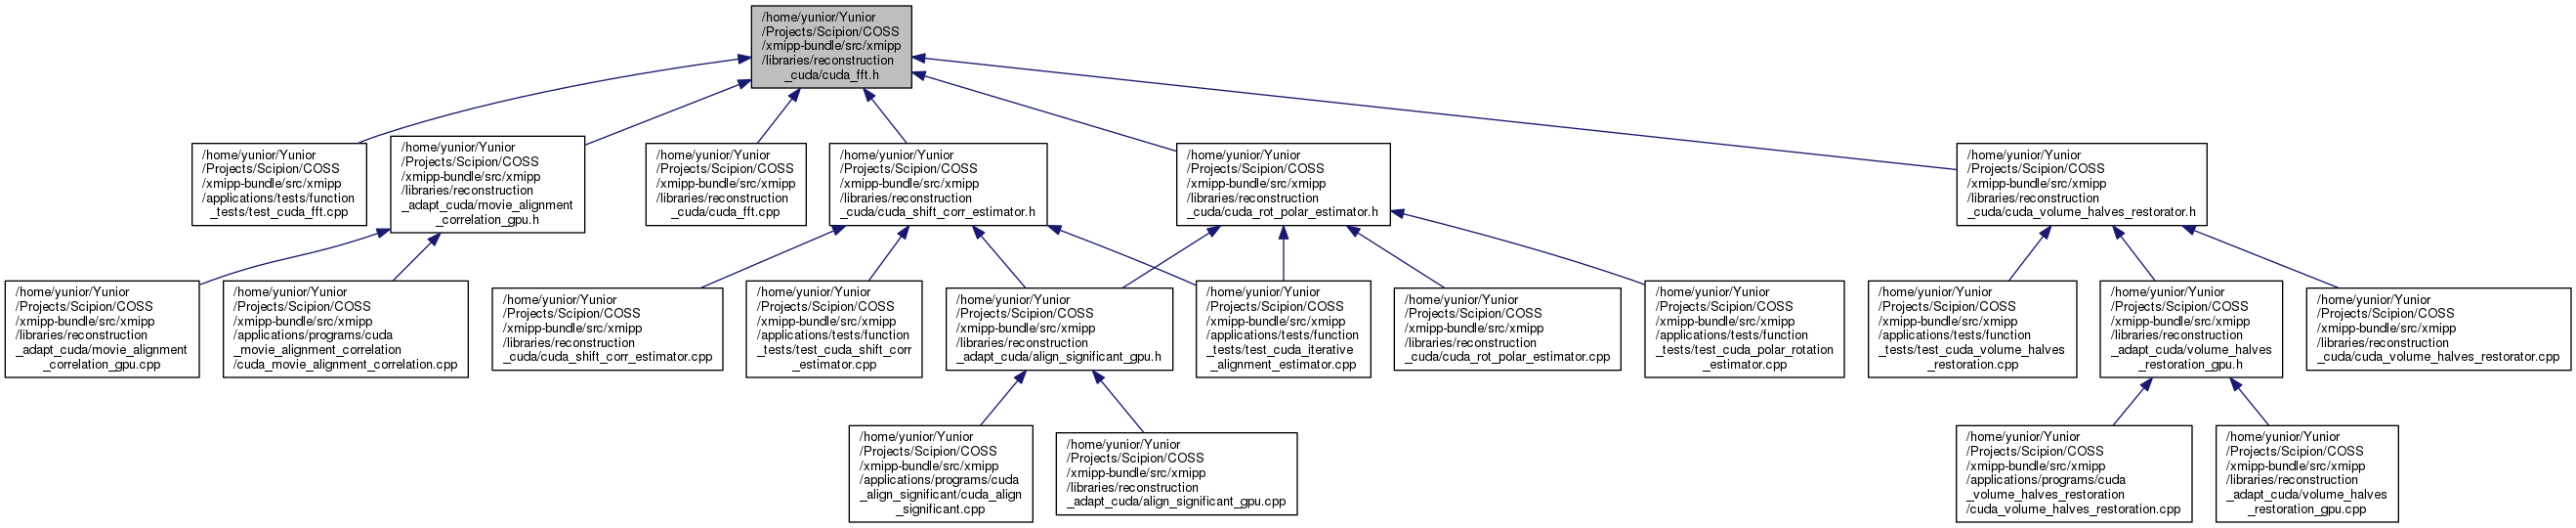 /home/yunior/Yunior
/Projects/Scipion/COSS
/xmipp-bundle/src/xmipp
/libraries/reconstruction
_cuda/cuda_fft.h
/home/yunior/Yunior
/Projects/Scipion/COSS
/xmipp-bundle/src/xmipp
/applications/tests/function
_tests/test_cuda_fft.cpp
/home/yunior/Yunior
/Projects/Scipion/COSS
/xmipp-bundle/src/xmipp
/libraries/reconstruction
_adapt_cuda/movie_alignment
_correlation_gpu.h
/home/yunior/Yunior
/Projects/Scipion/COSS
/xmipp-bundle/src/xmipp
/libraries/reconstruction
_cuda/cuda_fft.cpp
/home/yunior/Yunior
/Projects/Scipion/COSS
/xmipp-bundle/src/xmipp
/libraries/reconstruction
_cuda/cuda_shift_corr_estimator.h
/home/yunior/Yunior
/Projects/Scipion/COSS
/xmipp-bundle/src/xmipp
/libraries/reconstruction
_cuda/cuda_rot_polar_estimator.h
/home/yunior/Yunior
/Projects/Scipion/COSS
/xmipp-bundle/src/xmipp
/libraries/reconstruction
_cuda/cuda_volume_halves_restorator.h
/home/yunior/Yunior
/Projects/Scipion/COSS
/xmipp-bundle/src/xmipp
/libraries/reconstruction
_adapt_cuda/movie_alignment
_correlation_gpu.cpp
/home/yunior/Yunior
/Projects/Scipion/COSS
/xmipp-bundle/src/xmipp
/applications/programs/cuda
_movie_alignment_correlation
/cuda_movie_alignment_correlation.cpp
/home/yunior/Yunior
/Projects/Scipion/COSS
/xmipp-bundle/src/xmipp
/libraries/reconstruction
_cuda/cuda_shift_corr_estimator.cpp
/home/yunior/Yunior
/Projects/Scipion/COSS
/xmipp-bundle/src/xmipp
/applications/tests/function
_tests/test_cuda_shift_corr
_estimator.cpp
/home/yunior/Yunior
/Projects/Scipion/COSS
/xmipp-bundle/src/xmipp
/libraries/reconstruction
_adapt_cuda/align_significant_gpu.h
/home/yunior/Yunior
/Projects/Scipion/COSS
/xmipp-bundle/src/xmipp
/applications/tests/function
_tests/test_cuda_iterative
_alignment_estimator.cpp
/home/yunior/Yunior
/Projects/Scipion/COSS
/xmipp-bundle/src/xmipp
/libraries/reconstruction
_cuda/cuda_rot_polar_estimator.cpp
/home/yunior/Yunior
/Projects/Scipion/COSS
/xmipp-bundle/src/xmipp
/applications/tests/function
_tests/test_cuda_polar_rotation
_estimator.cpp
/home/yunior/Yunior
/Projects/Scipion/COSS
/xmipp-bundle/src/xmipp
/applications/tests/function
_tests/test_cuda_volume_halves
_restoration.cpp
/home/yunior/Yunior
/Projects/Scipion/COSS
/xmipp-bundle/src/xmipp
/libraries/reconstruction
_adapt_cuda/volume_halves
_restoration_gpu.h
/home/yunior/Yunior
/Projects/Scipion/COSS
/xmipp-bundle/src/xmipp
/libraries/reconstruction
_cuda/cuda_volume_halves_restorator.cpp
/home/yunior/Yunior
/Projects/Scipion/COSS
/xmipp-bundle/src/xmipp
/applications/programs/cuda
_align_significant/cuda_align
_significant.cpp
/home/yunior/Yunior
/Projects/Scipion/COSS
/xmipp-bundle/src/xmipp
/libraries/reconstruction
_adapt_cuda/align_significant_gpu.cpp
/home/yunior/Yunior
/Projects/Scipion/COSS
/xmipp-bundle/src/xmipp
/applications/programs/cuda
_volume_halves_restoration
/cuda_volume_halves_restoration.cpp
/home/yunior/Yunior
/Projects/Scipion/COSS
/xmipp-bundle/src/xmipp
/libraries/reconstruction
_adapt_cuda/volume_halves
_restoration_gpu.cpp